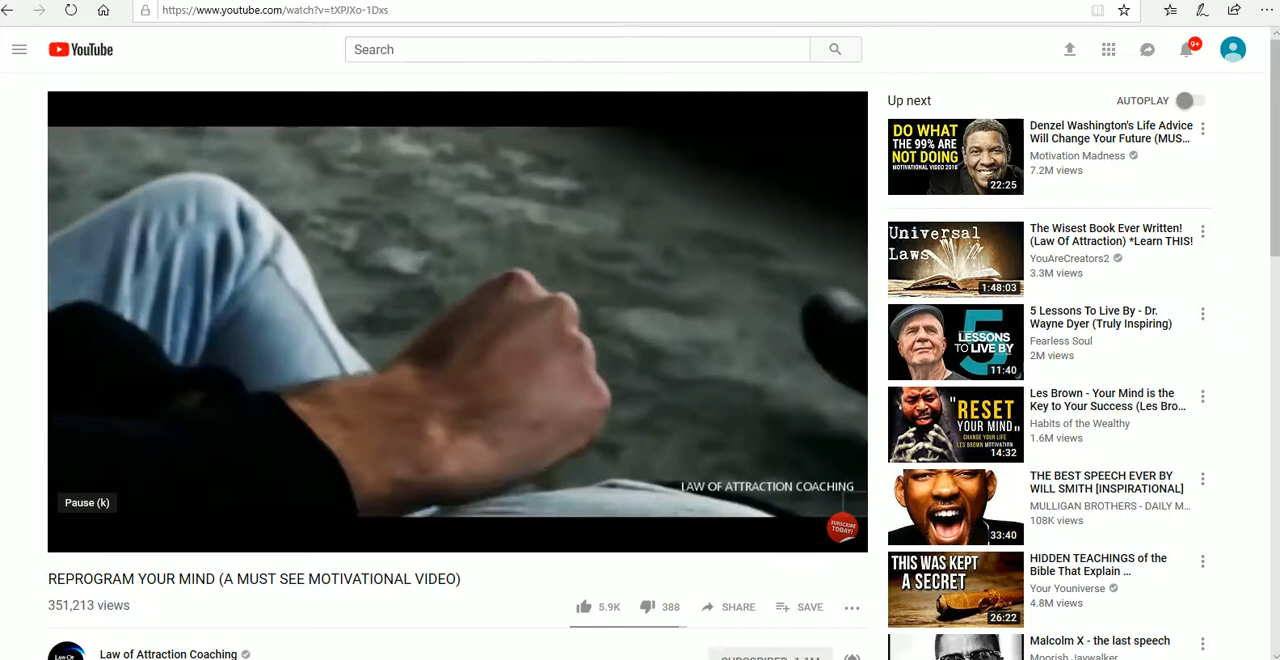 https://www.youtube.com/watch?v=tXPJXo-1Dxs
YouTube
Search
9+
LAW OF ATTRACTION COACHING
SUBSCRIBE
TODAY!
Pause (k)
REPROGRAM YOUR MIND (A MUST SEE MOTIVATIONAL VIDEO)
351,213 views
5.9K
388
SHARE
SAVE
Law of Attraction Coaching
Up next
AUTOPLAY
DO WHAT
THE 99% ARE
NOT DOING
MOTIVATIONAL VIDEO 2018
22:25
Denzel Washington's Life Advice
Will Change Your Future (MUS...
Motivation Madness
7.2M views
Universal
Laws
1:48:03
The Wisest Book Ever Written!
(Law Of Attraction) *Learn THIS!
YouAreCreators2
3.3M views
5
LESSONS
TO LIVE BY
11:40
5 Lessons To Live By - Dr.
Wayne Dyer (Truly Inspiring)
Fearless Soul
2M views
"RESET
YOUR MIND"
CHANGE YOUR LIFE
LES BROWN MOTIVATION
14:32
Les Brown - Your Mind is the
Key to Your Success (Les Bro...
Habits of the Wealthy
1.6M views
33:40
THE BEST SPEECH EVER BY
WILL SMITH [INSPIRATIONAL]
MULLIGAN BROTHERS - DAILY M...
108K views
THIS WAS KEPT
A SECRET
26:22
HIDDEN TEACHINGS of the
Bible That Explain ...
Your Youniverse
4.8M views
Malcolm X - the last speech
Moorish Jaywalker